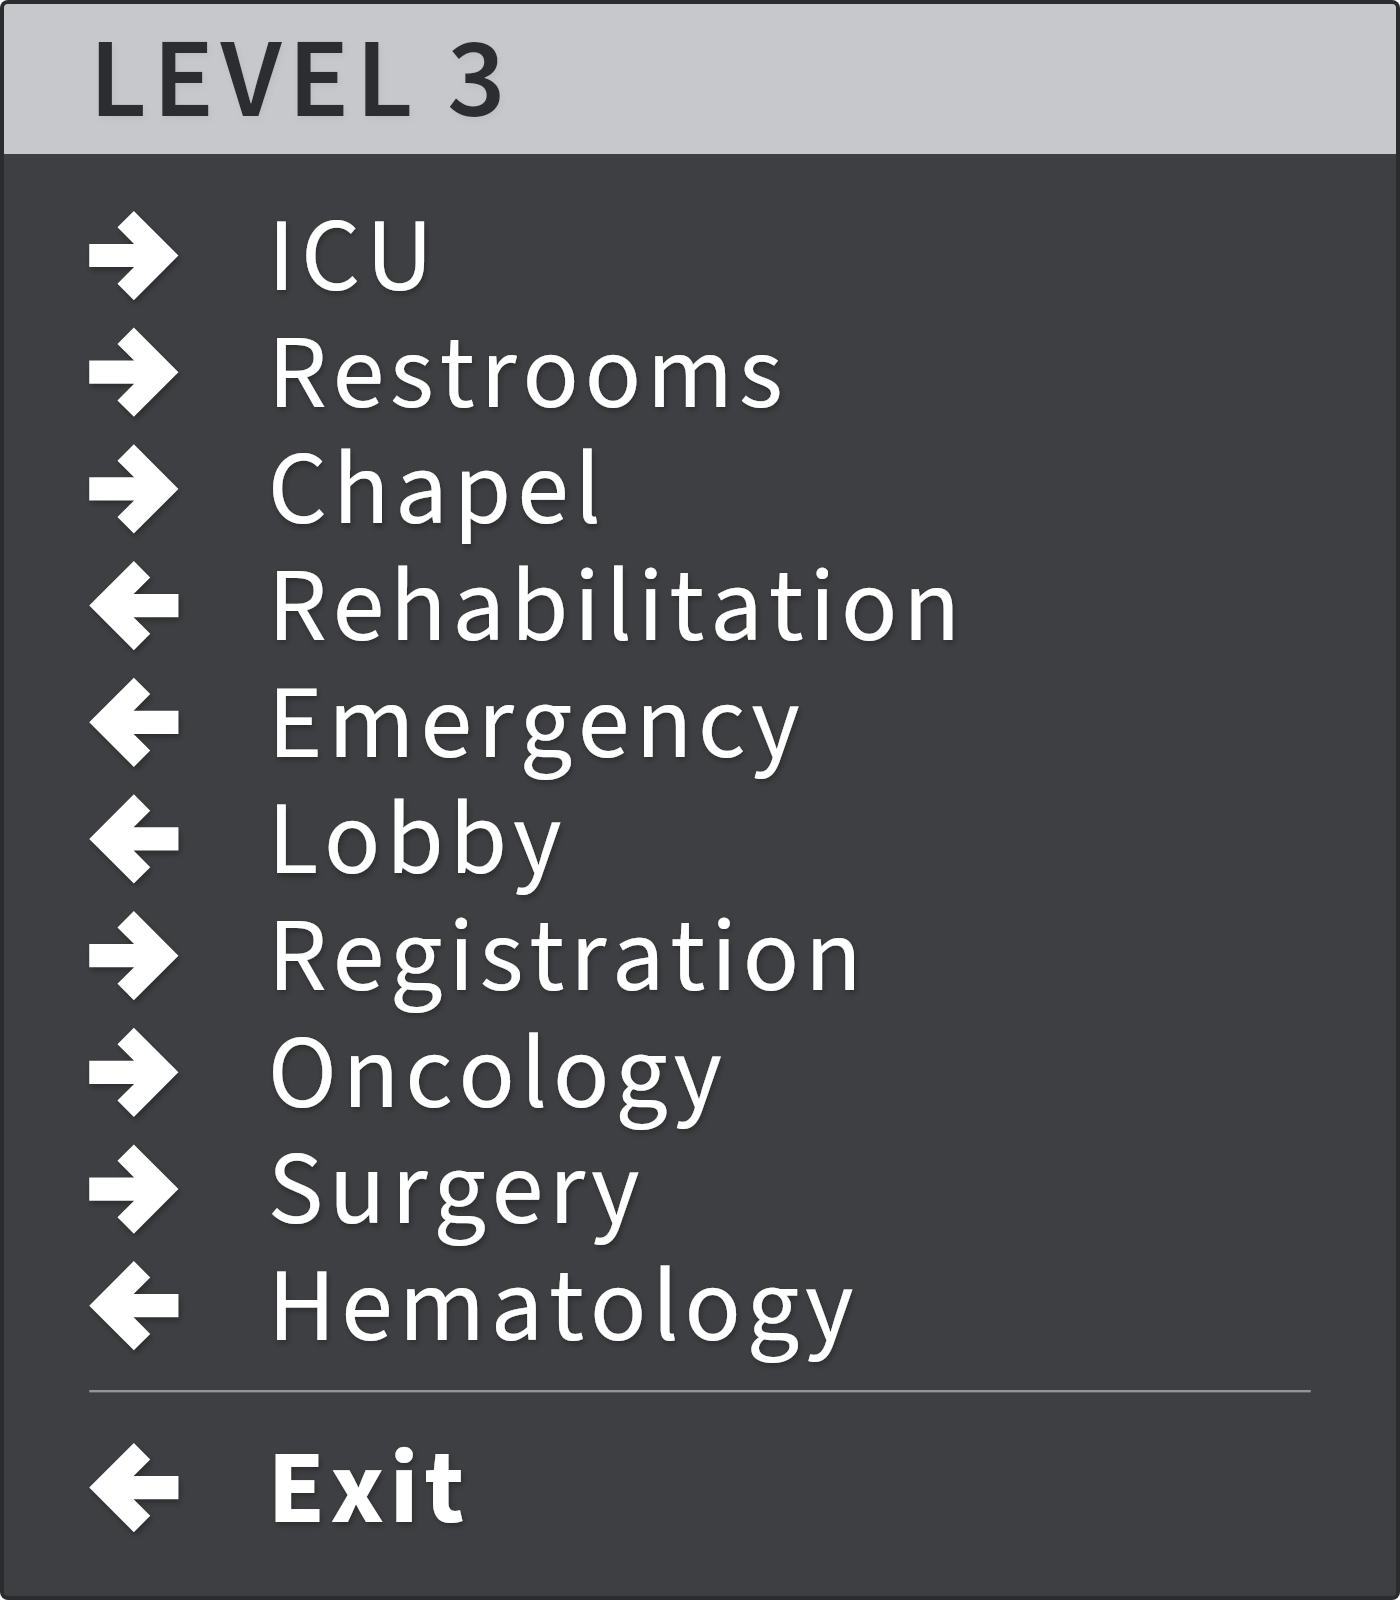 LEVEL 3
→ ICU
→ Restrooms
→ Chapel
← Rehabilitation
← Emergency
← Lobby
→ Registration
→ Oncology
→ Surgery
← Hematology
← Exit